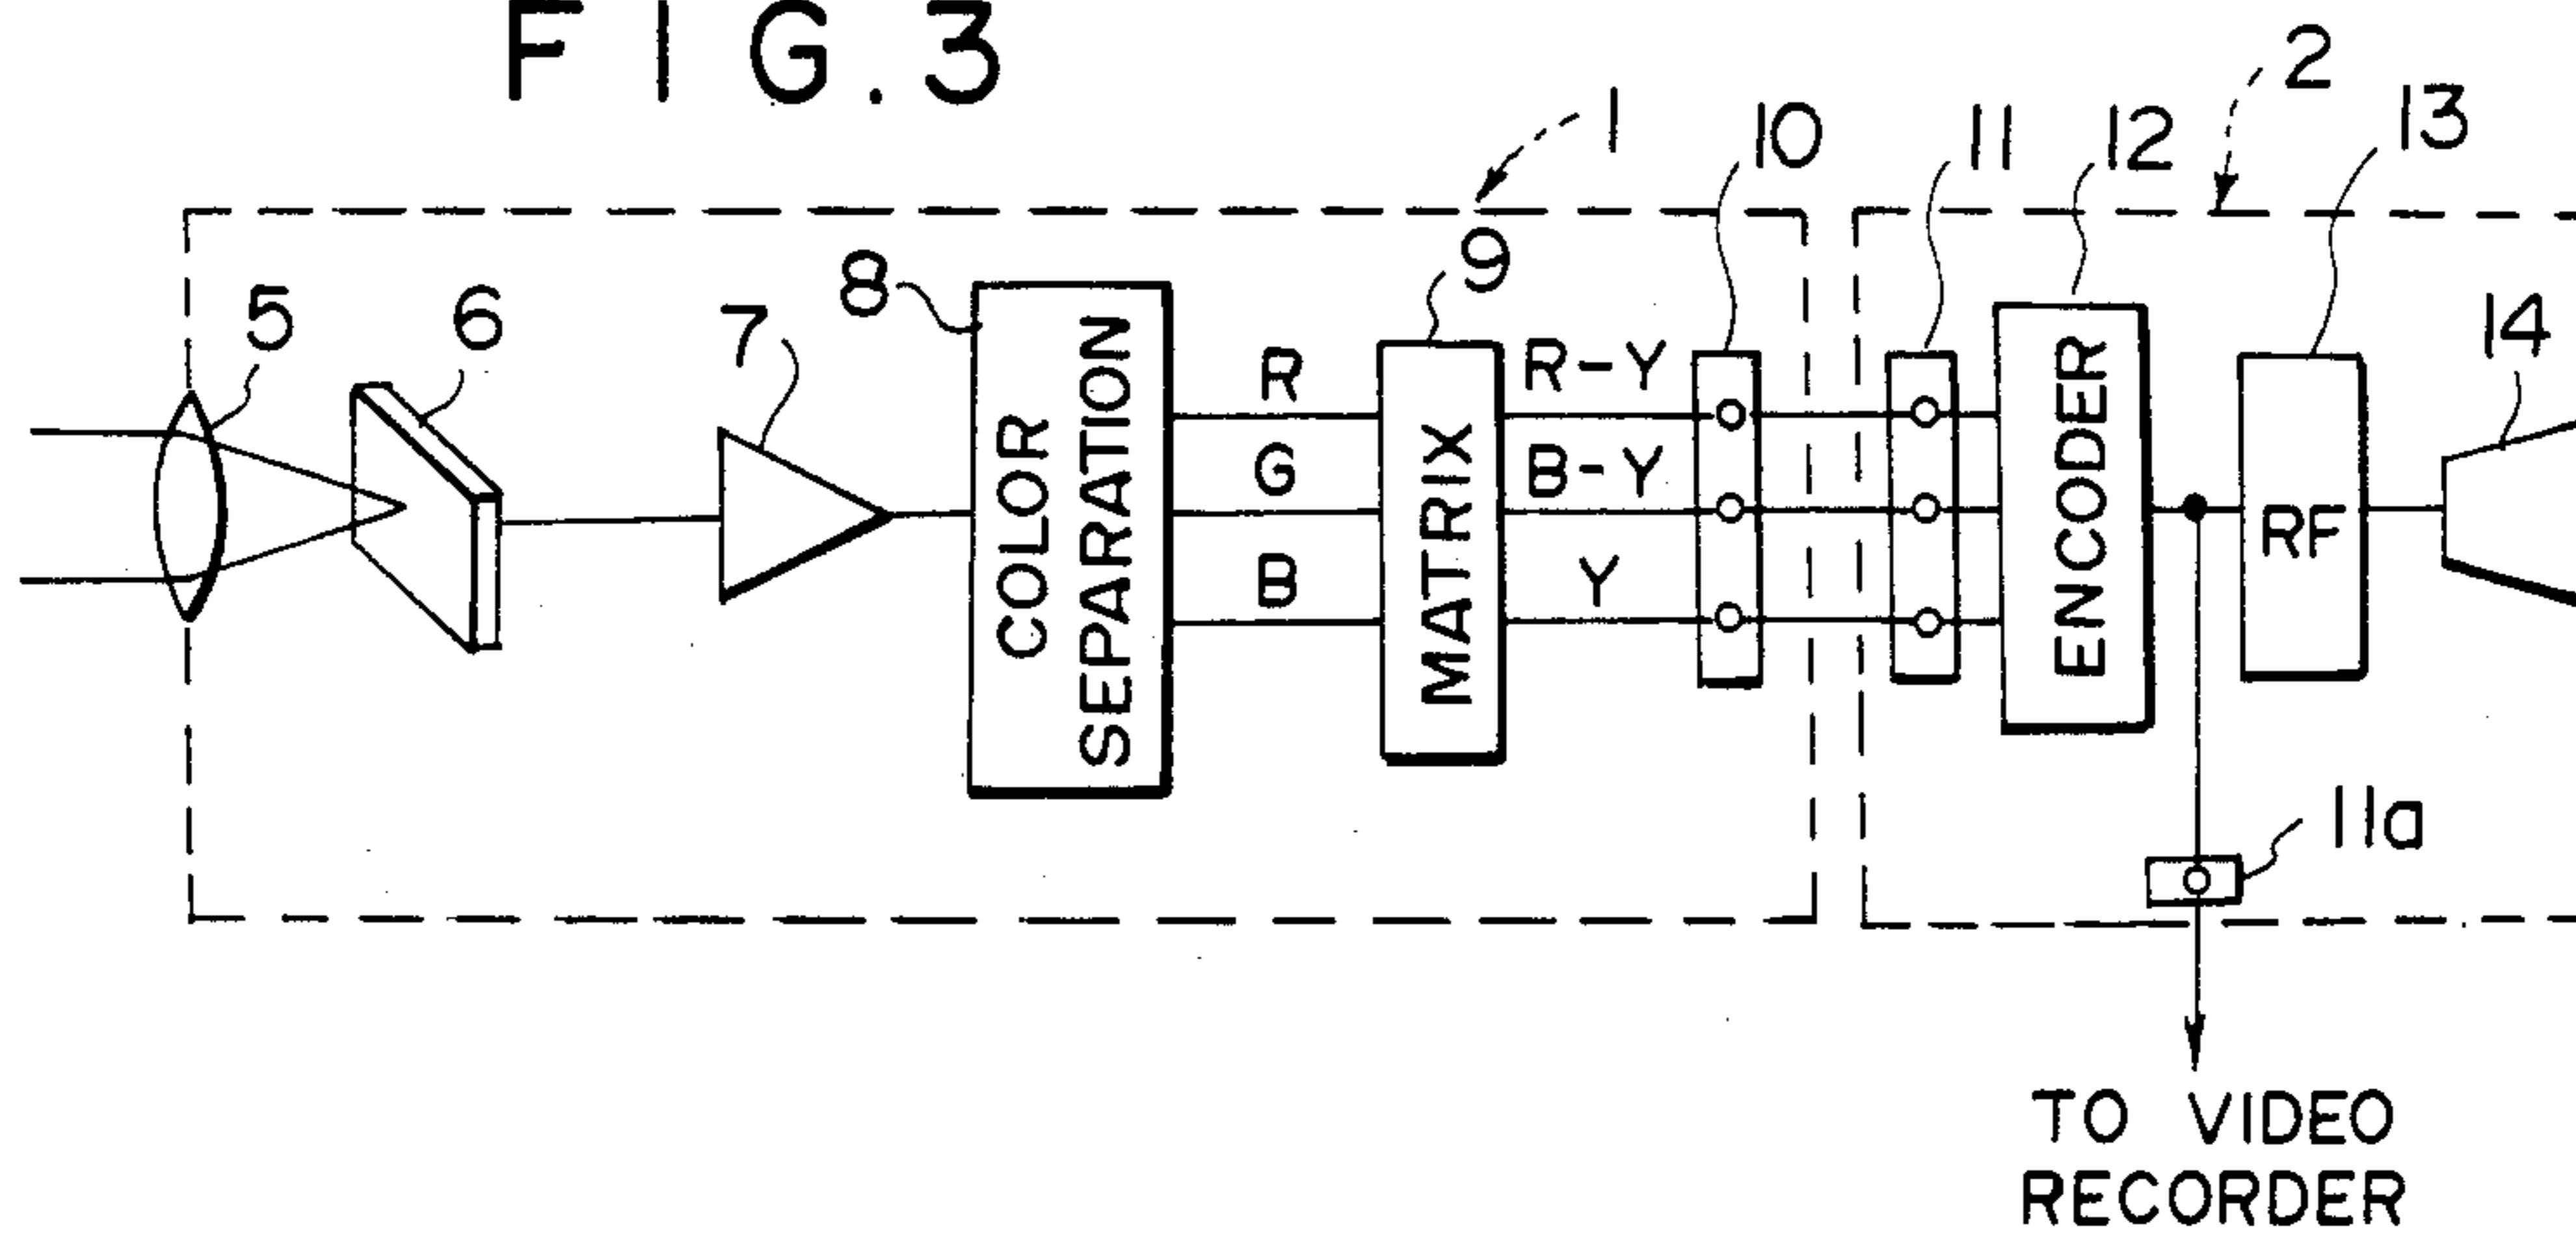 FIG.3
1
2
10
11
12
13
5
6
7
8
9
14
COLOR
SEPARATION
R
G
B
MATRIX
R-Y
B-Y
Y
ENCODER
RF
11a
TO VIDEO
RECORDER